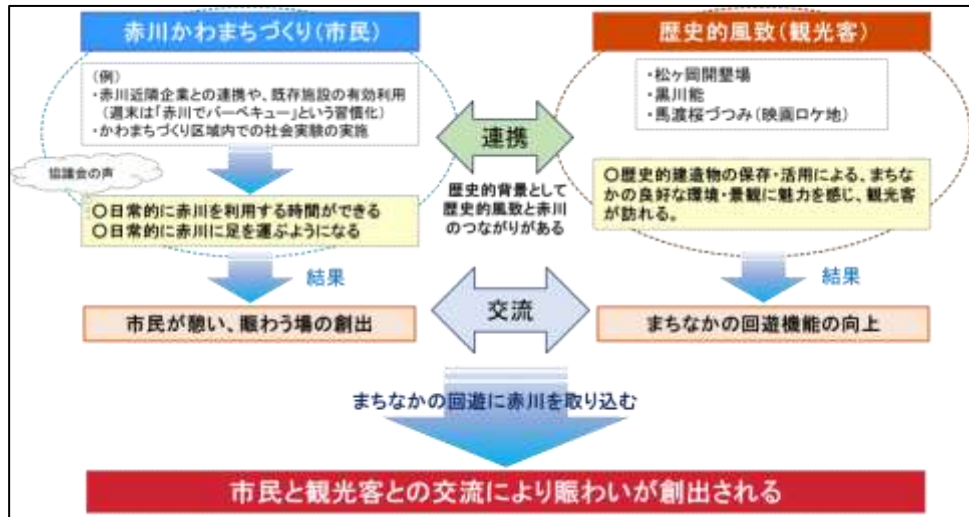 赤川かわまちづくり(市民)
(例)
・赤川近隣企業との連携や、既存施設の有効利用
(週末は「赤川でバーベキュー」という習慣化)
・かわまちづくり区域内での社会実験の実施
協議会の声
○日常的に赤川を利用する時間ができる
○日常的に赤川に足を運ぶようになる
結果
市民が憩い、賑わう場の創出
連携
歴史的背景として
歴史的風致と赤川
のつながりがある
交流
歴史的風致(観光客)
・松ヶ岡開墾場
・黒川能
・馬渡桜づつみ(映画ロケ地)
○歴史的建造物の保存・活用による、まちな
かの良好な環境・景観に魅力を感じ、観光客
が訪れる。
結果
まちなかの回遊機能の向上
まちなかの回遊に赤川を取り込む
市民と観光客との交流により賑わいが創出される